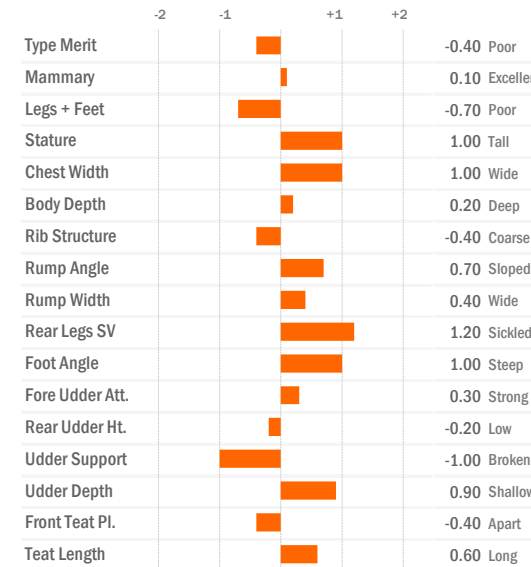 -2 -1 +1 +2
Type Merit -0.40 Poor
Mammary 0.10 Excelle
Legs + Feet -0.70 Poor
Stature 1.00 Tall
Chest Width 1.00 Wide
Body Depth 0.20 Deep
Rib Structure -0.40 Coarse
Rump Angle 0.70 Sloped
Rump Width 0.40 Wide
Rear Legs SV 1.20 Sickled
Foot Angle 1.00 Steep
Fore Udder Att. 0.30 Strong
Rear Udder Ht. -0.20 Low
Udder Support -1.00 Broken
Udder Depth 0.90 Shallow
Front Teat Pl. -0.40 Apart
Teat Length 0.60 Long